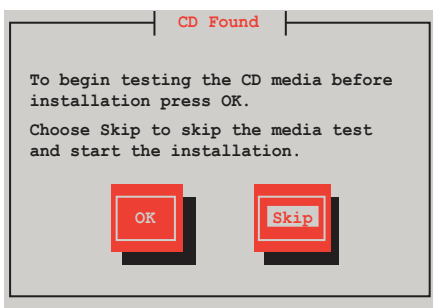 CD Found
To begin testing the CD media before
installation press OK.
Choose Skip to skip the media test
and start the installation.
OK
Skip